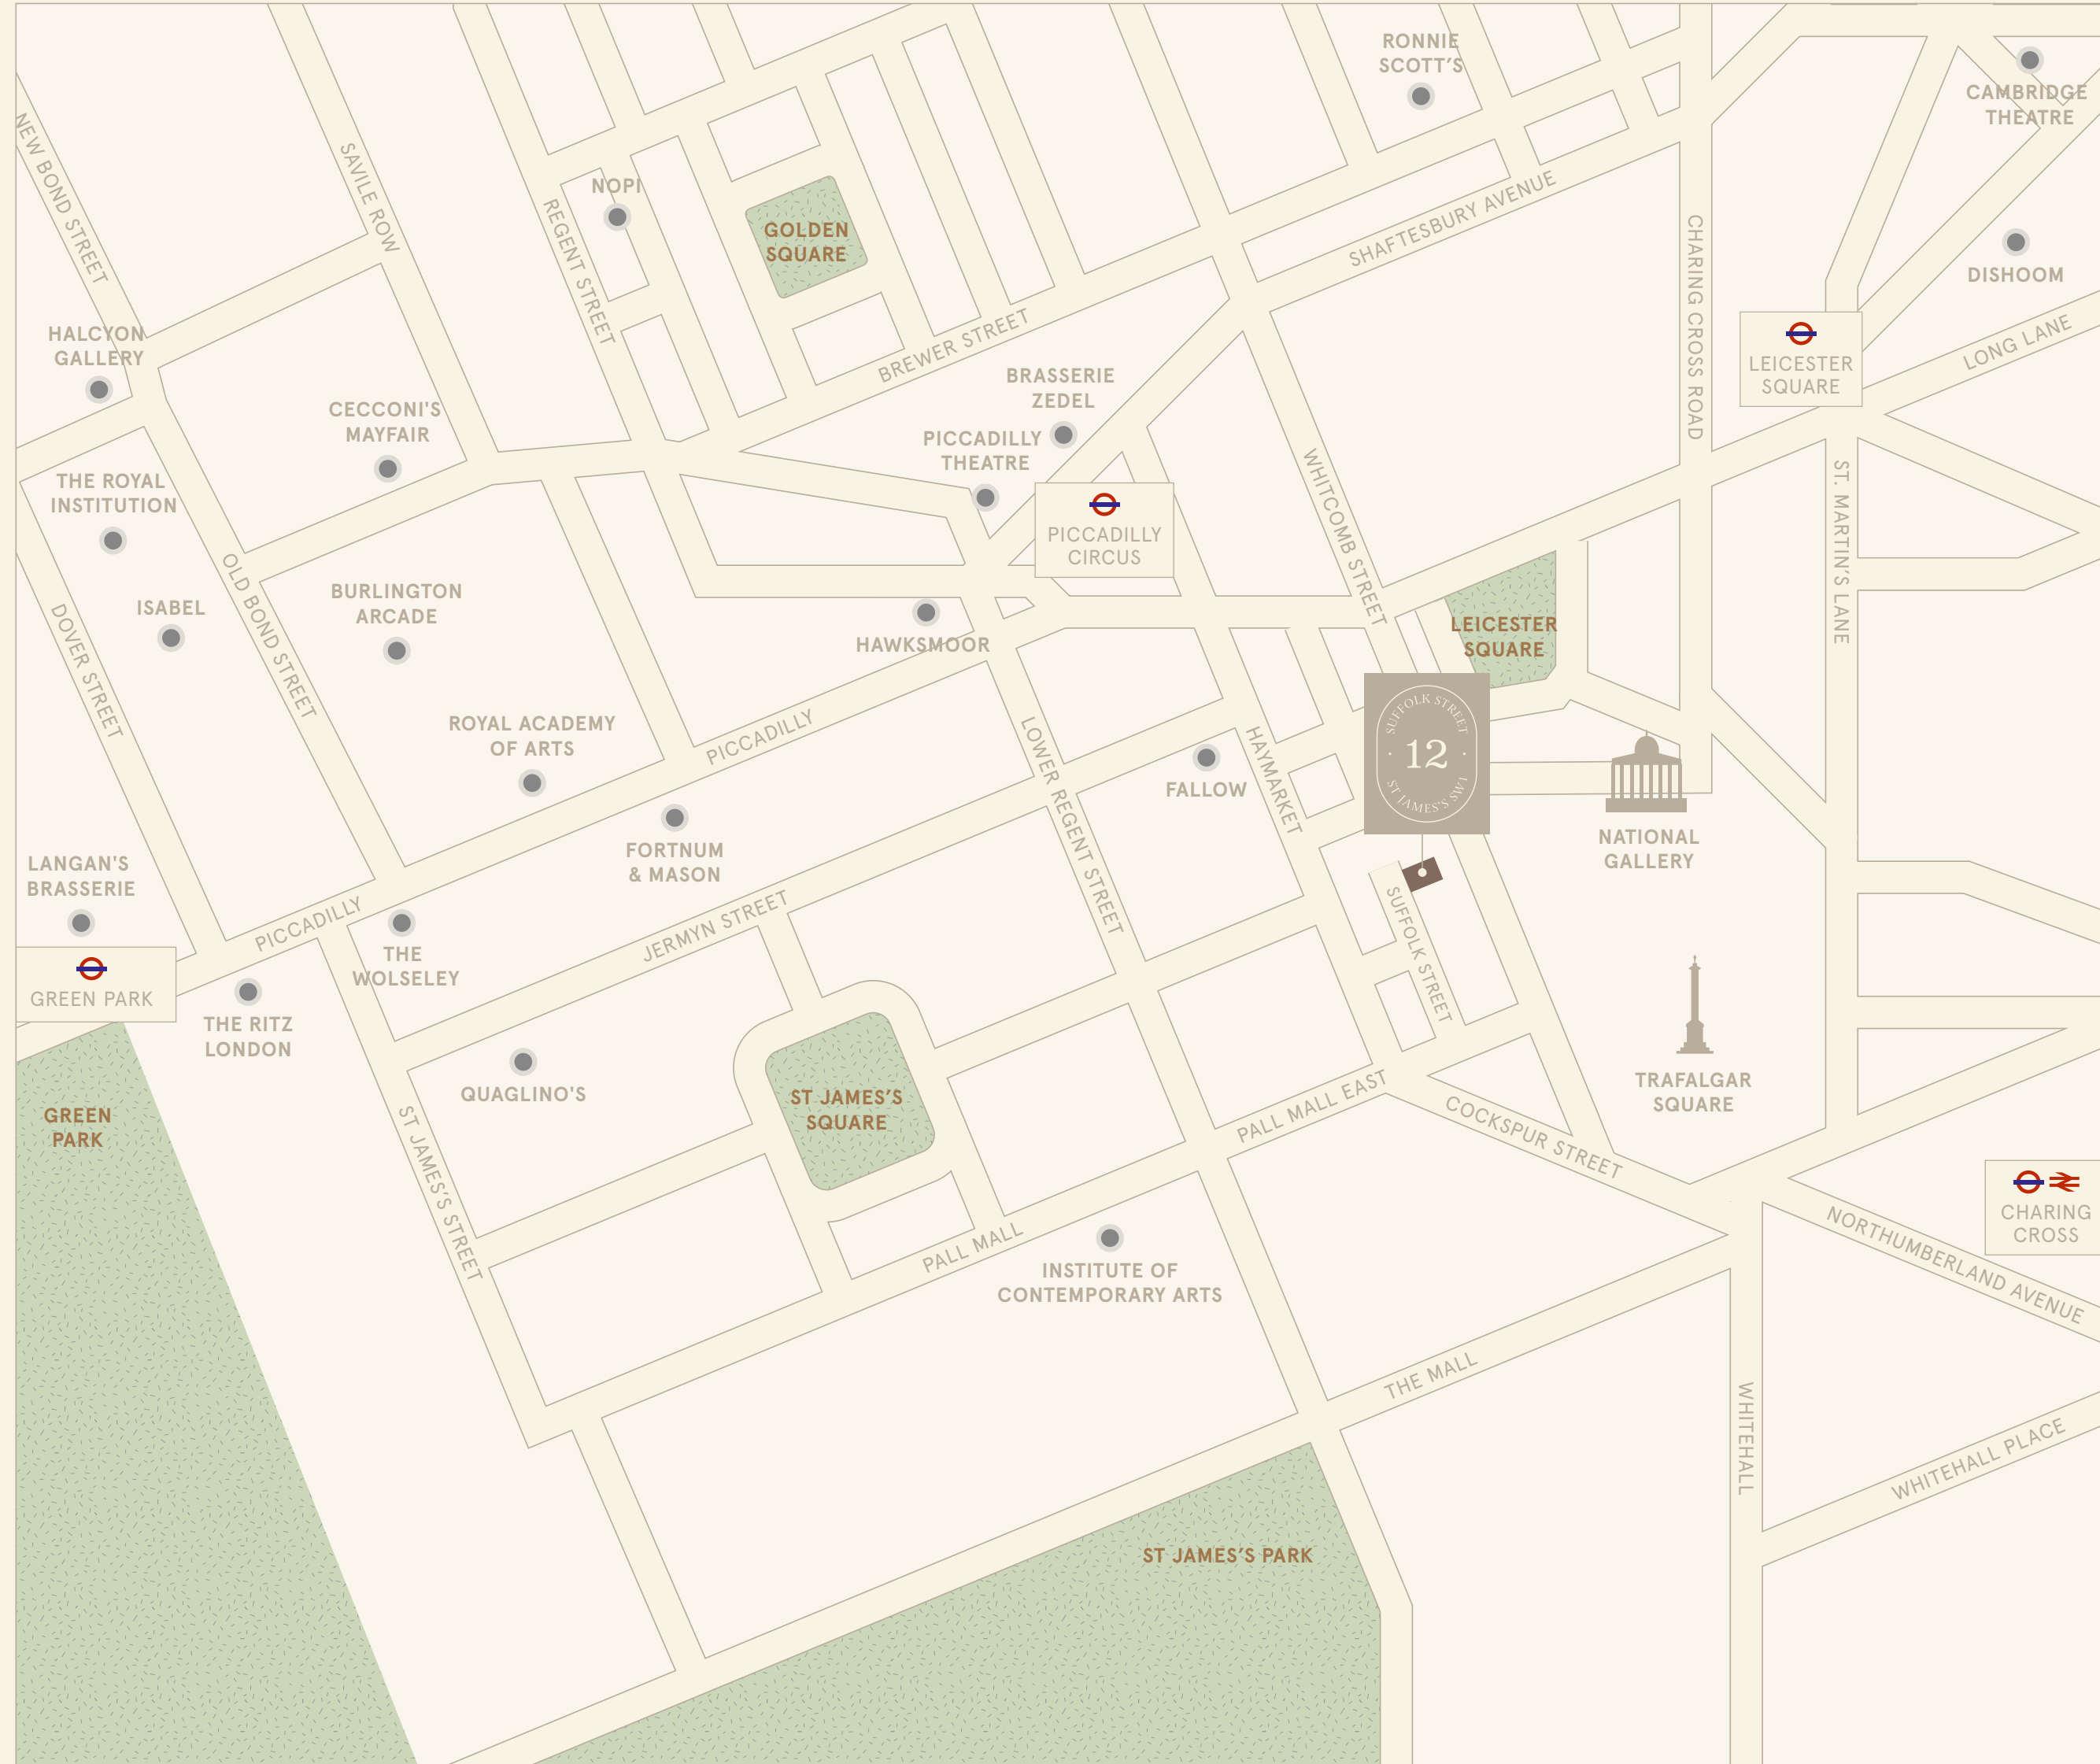 RONNIE
SCOTT'S
CAMBRIDGE
THEATRE
NEW BOND STREET
SAVILE ROW
REGENT STREET
NOPI
GOLDEN
SQUARE
SHAFTESBURY AVENUE
CHARING CROSS ROAD
DISHOOM
HALCYON
GALLERY
BREWER STREET
LEICESTER
SQUARE
LONG LANE
BRASSERIE
ZEDEL
CECCONI'S
MAYFAIR
PICCADILLY
THEATRE
WHITCOMB STREET
ST. MARTIN'S LANE
THE ROYAL
INSTITUTION
PICCADILLY
CIRCUS
OLD BOND STREET
BURLINGTON
ARCADE
ISABEL
DOVER STREET
HAWKSMOOR
LEICESTER
SQUARE
SUFFOLK STREET
12
ST JAMES'S SW1
ROYAL ACADEMY
OF ARTS
PICCADILLY
LOWER REGENT STREET
HAYMARKET
FALLOW
NATIONAL
GALLERY
FORTNUM
& MASON
LANGAN'S
BRASSERIE
PICCADILLY
JERMYN STREET
SUFFOLK STREET
THE
WOLSELEY
GREEN PARK
THE RITZ
LONDON
QUAGLINO'S
ST JAMES'S
SQUARE
PALL MALL EAST
COCKSPUR STREET
TRAFALGAR
SQUARE
GREEN
PARK
ST JAMES'S STREET
PALL MALL
INSTITUTE OF
CONTEMPORARY ARTS
CHARING
CROSS
NORTHUMBERLAND AVENUE
THE MALL
WHITEHALL
WHITEHALL PLACE
ST JAMES'S PARK